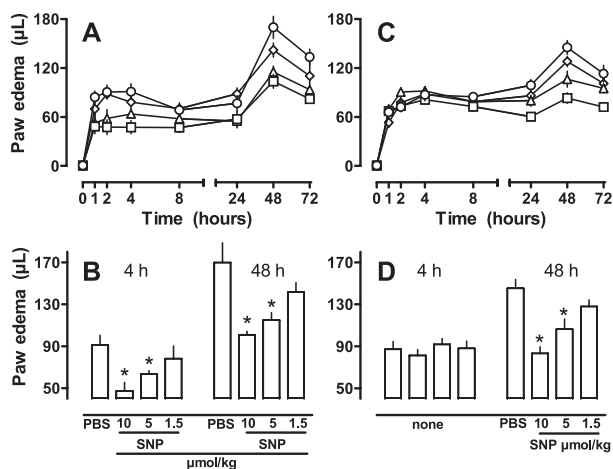 A
Paw edema (µL)
180
120
60
0
0 1 2 4 8 24 48 72
Time (hours)
C
180
120
60
0
0 1 2 4 8 24 48 72
Time (hours)
B
Paw edema (µL)
170
130
90
50
4 h
48 h
*
*
*
*
PBS 10 5 1.5 PBS 10 5 1.5
SNP SNP
µmol/kg
D
170
130
90
50
4 h
48 h
*
*
none PBS 10 5 1.5
SNP µmol/kg